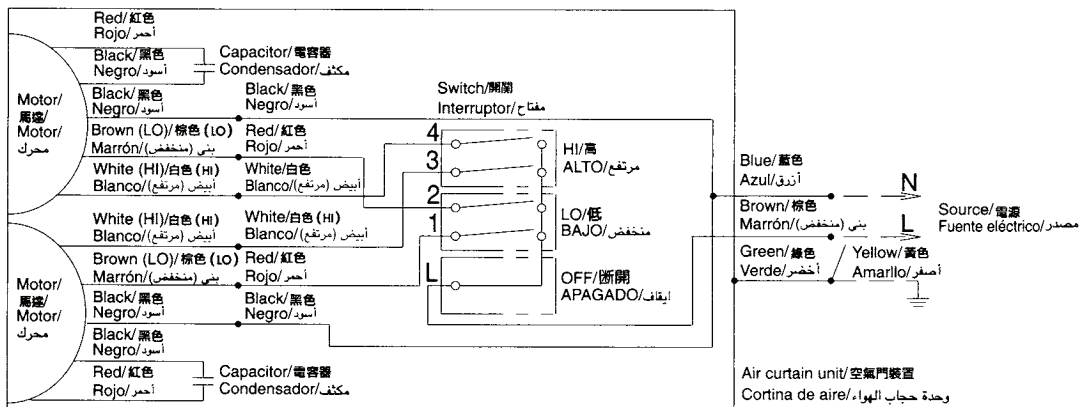 Red/紅色
Rojo/أحمر
Black/黑色
Negro/أسود
Capacitor/電容器
Condensador/مكثف
Motor/
馬達/
Motor/
محرك
Black/黑色
Negro/أسود
Black/黑色
Negro/أسود
Brown (LO)/棕色 (LO)
Marrón/بني (منخفض)
Red/紅色
Rojo/أحمر
White (HI)/白色 (HI)
Blanco/أبيض (مرتفع)
White/白色
Blanco/أبيض (مرتفع)
Switch/開關
Interruptor/مفتاح
4
3
HI/高
ALTO/مرتفع
2
1
LO/低
BAJO/منخفض
L
OFF/断開
APAGADO/ايقاف
White (HI)/白色 (HI)
Blanco/أبيض (مرتفع)
White/白色 (HI)
Blanco/أبيض (مرتفع)
Brown (LO)/棕色 (LO)
Marrón/بني (منخفض)
Red/紅色
Rojo/أحمر
Motor/
馬達/
Motor/
محرك
Black/黑色
Negro/أسود
Black/黑色
Negro/أسود
Black/黑色
Negro/أسود
Red/紅色
Rojo/أحمر
Capacitor/電容器
Condensador/مكثف
Blue/藍色
Azul/أزرق
N
Brown/棕色
Marrón/بني (منخفض)
L
Source/電源
Fuente eléctrico/مصدر
Green/綠色
Verde/أخضر
Yellow/黃色
Amarllo/أصفر
Air curtain unit/空氣門裝置
Cortina de aire/وحدة حجاب الهواء